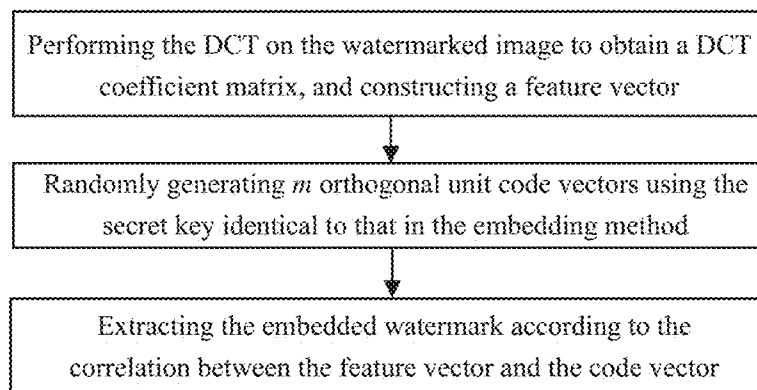 Performing the DCT on the watermarked image to obtain a DCT
coefficient matrix, and constructing a feature vector
Randomly generating m orthogonal unit code vectors using the
secret key identical to that in the embedding method
Extracting the embedded watermark according to the
correlation between the feature vector and the code vector